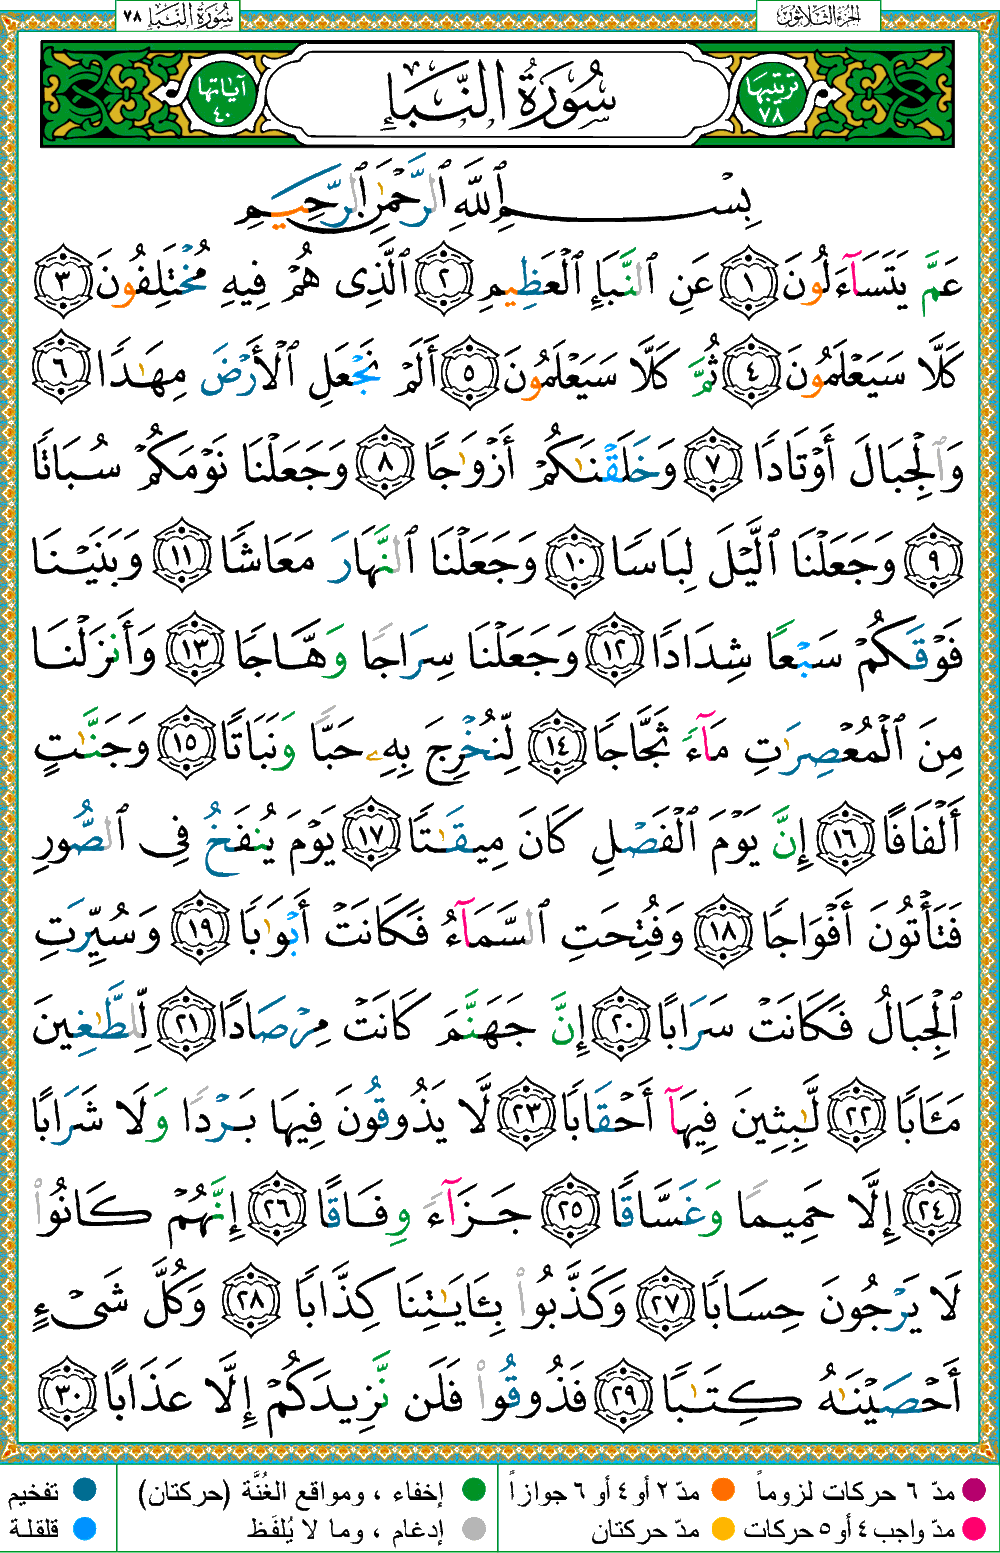 سُورَةُ النَّبَإِ ٧٨
الجُزْءُ الثَّلَاثُونَ
ترتيبها ٧٨
سُورَةُ النَّبَإِ
آياتها ٤٠
بِسْمِ ٱللَّهِ ٱلرَّحْمَٰنِ ٱلرَّحِيمِ
عَمَّ يَتَسَآءَلُونَ ١ عَنِ ٱلنَّبَإِ ٱلْعَظِيمِ ٢ ٱلَّذِى هُمْ فِيهِ مُخْتَلِفُونَ ٣
كَلَّا سَيَعْلَمُونَ ٤ ثُمَّ كَلَّا سَيَعْلَمُونَ ٥ أَلَمْ نَجْعَلِ ٱلْأَرْضَ مِهَٰدًا ٦
وَٱلْجِبَالَ أَوْتَادًا ٧ وَخَلَقْنَٰكُمْ أَزْوَٰجًا ٨ وَجَعَلْنَا نَوْمَكُمْ سُبَاتًا
٩ وَجَعَلْنَا ٱلَّيْلَ لِبَاسًا ١٠ وَجَعَلْنَا ٱلنَّهَارَ مَعَاشًا ١١ وَبَنَيْنَا
فَوْقَكُمْ سَبْعًا شِدَادًا ١٢ وَجَعَلْنَا سِرَاجًا وَهَّاجًا ١٣ وَأَنزَلْنَا
مِنَ ٱلْمُعْصِرَٰتِ مَآءً ثَجَّاجًا ١٤ لِّنُخْرِجَ بِهِۦ حَبًّا وَنَبَاتًا ١٥ وَجَنَّٰتٍ
أَلْفَافًا ١٦ إِنَّ يَوْمَ ٱلْفَصْلِ كَانَ مِيقَٰتًا ١٧ يَوْمَ يُنفَخُ فِى ٱلصُّورِ
فَتَأْتُونَ أَفْوَاجًا ١٨ وَفُتِحَتِ ٱلسَّمَآءُ فَكَانَتْ أَبْوَٰبًا ١٩ وَسُيِّرَتِ
ٱلْجِبَالُ فَكَانَتْ سَرَابًا ٢٠ إِنَّ جَهَنَّمَ كَانَتْ مِرْصَادًا ٢١ لِّلطَّٰغِينَ
مَـَٔابًا ٢٢ لَّٰبِثِينَ فِيهَآ أَحْقَابًا ٢٣ لَّا يَذُوقُونَ فِيهَا بَرْدًا وَلَا شَرَابًا
٢٤ إِلَّا حَمِيمًا وَغَسَّاقًا ٢٥ جَزَآءً وِفَاقًا ٢٦ إِنَّهُمْ كَانُوا۟
لَا يَرْجُونَ حِسَابًا ٢٧ وَكَذَّبُوا۟ بِـَٔايَٰتِنَا كِذَّابًا ٢٨ وَكُلَّ شَىْءٍ
أَحْصَيْنَٰهُ كِتَٰبًا ٢٩ فَذُوقُوا۟ فَلَن نَّزِيدَكُمْ إِلَّا عَذَابًا ٣٠
مدّ ٦ حركات لزوماً
مدّ ٢ أو ٤ أو ٦ جوازاً
إخفاء ، ومواقع الغُنَّة (حركتان)
تفخيم
مدّ واجب ٤ أو ٥ حركات
مدّ حركتان
إدغام ، وما لا يُلفَظ
قلقلة